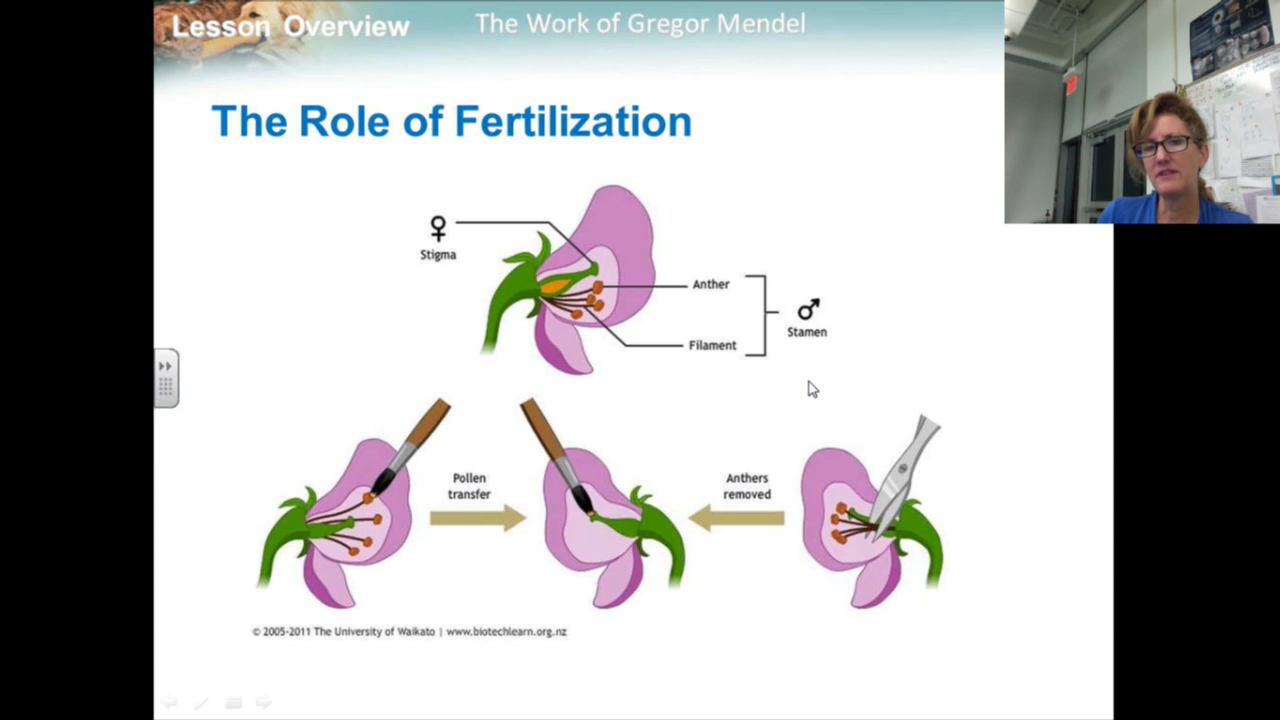 Lesson Overview
The Work of Gregor Mendel
The Role of Fertilization
♀
Stigma
Anther
♂
Stamen
Filament
Pollen
transfer
Anthers
removed
© 2005-2011 The University of Waikato | www.biotechlearn.org.nz